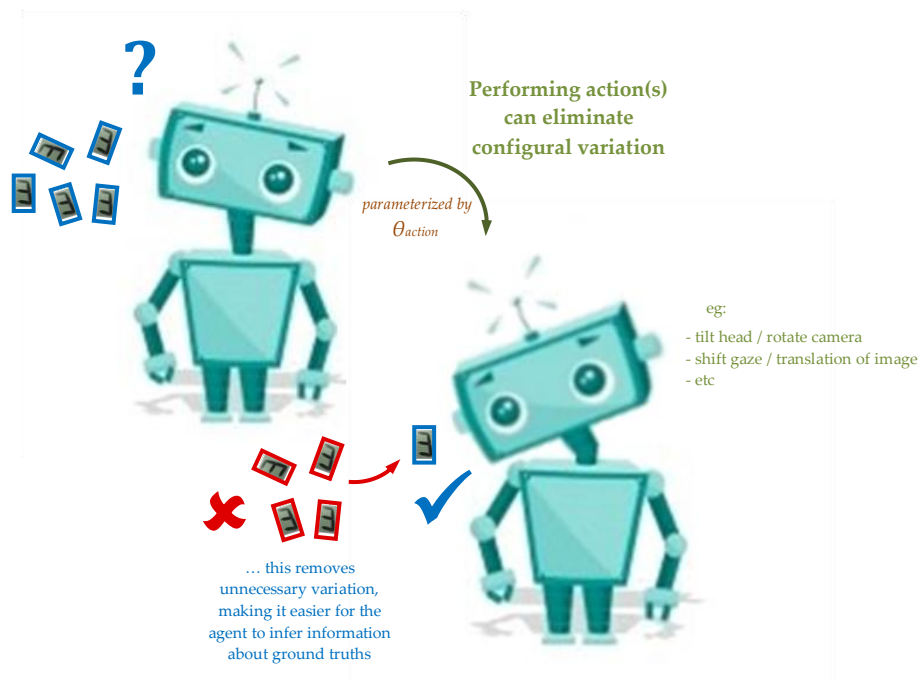 ?
Performing action(s)
can eliminate
configural variation
parameterized by
θaction
eg:
- tilt head / rotate camera
- shift gaze / translation of image
- etc
… this removes
unnecessary variation,
making it easier for the
agent to infer information
about ground truths